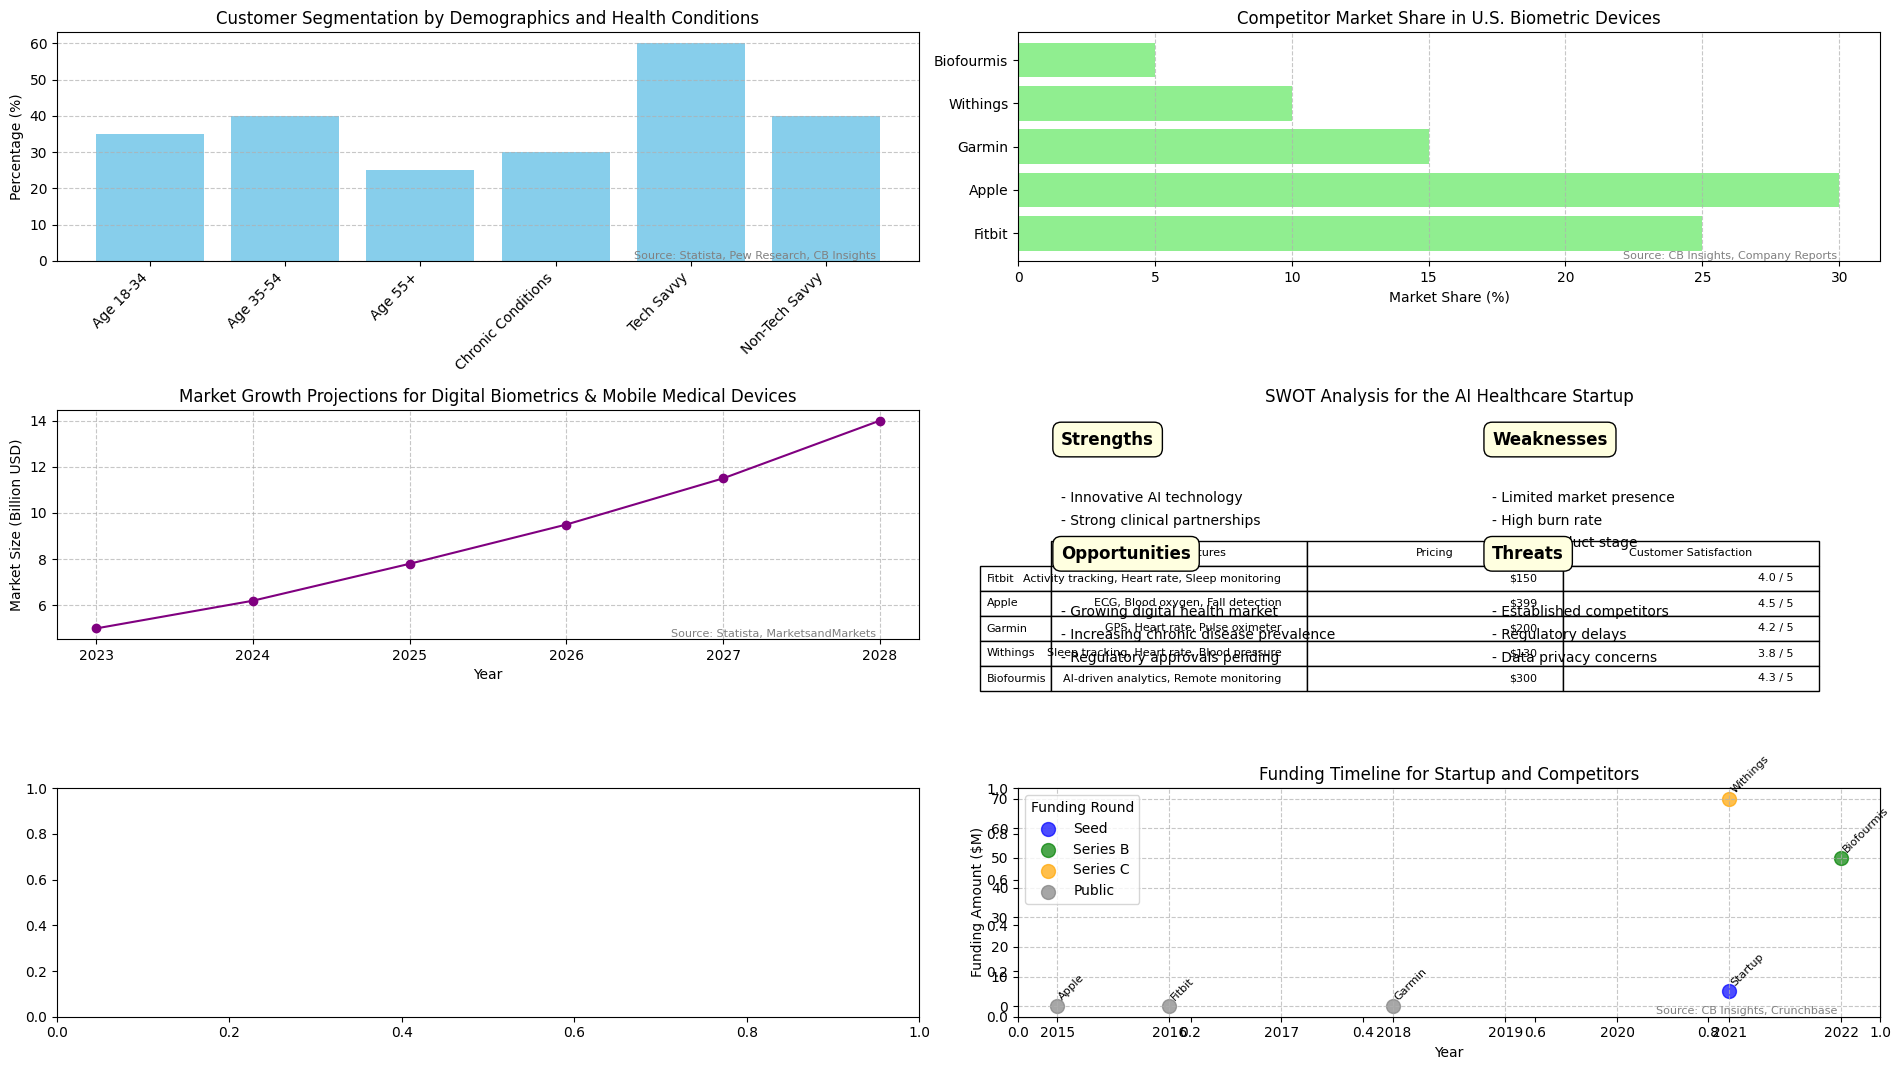 Customer Segmentation by Demographics and Health Conditions
Percentage (%)
60
50
40
30
20
10
0
Source: Statista, Pew Research, CB Insights
Age 18-34
Age 35-54
Age 55+
Chronic Conditions
Tech Savvy
Non-Tech Savvy
Competitor Market Share in U.S. Biometric Devices
Biofourmis
Withings
Garmin
Apple
Fitbit
Source: CB Insights, Company Reports
0 5 10 15 20 25 30
Market Share (%)
Market Growth Projections for Digital Biometrics & Mobile Medical Devices
Market Size (Billion USD)
14
12
10
8
6
Source: Statista, MarketsandMarkets
2023 2024 2025 2026 2027 2028
Year
SWOT Analysis for the AI Healthcare Startup
Strengths
- Innovative AI technology
- Strong clinical partnerships
Weaknesses
- Limited market presence
- High burn rate
stage
Opportunities
- Growing digital health market
- Increasing chronic disease prevalence
- Regulatory approvals pending
Threats
- Established competitors
- Regulatory delays
- Data privacy concerns
Pricing Customer Satisfaction
Fitbit Activity tracking, Heart rate, Sleep monitoring $150 4.0 / 5
Apple ECG, Blood oxygen, Fall detection $399 4.5 / 5
Garmin GPS, Heart rate, Pulse oximeter $200 4.2 / 5
Withings Sleep tracking, Heart rate, Blood pressure $130 3.8 / 5
Biofourmis AI-driven analytics, Remote monitoring $300 4.3 / 5
1.0
0.8
0.6
0.4
0.2
0.0
0.0 0.2 0.4 0.6 0.8 1.0
Funding Timeline for Startup and Competitors
Funding Amount ($M)
1.0
70
60
0.8
50
0.6
40
30
0.4
20
0.2
10
0
0.0
Funding Round
Seed
Series B
Series C
Public
Withings
Biofourmis
Apple
Fitbit
Garmin
Startup
Source: CB Insights, Crunchbase
0.0 2015 2016 0.2 2017 0.4 2018 2019 0.6 2020 0.8 2021 2022 1.0
Year